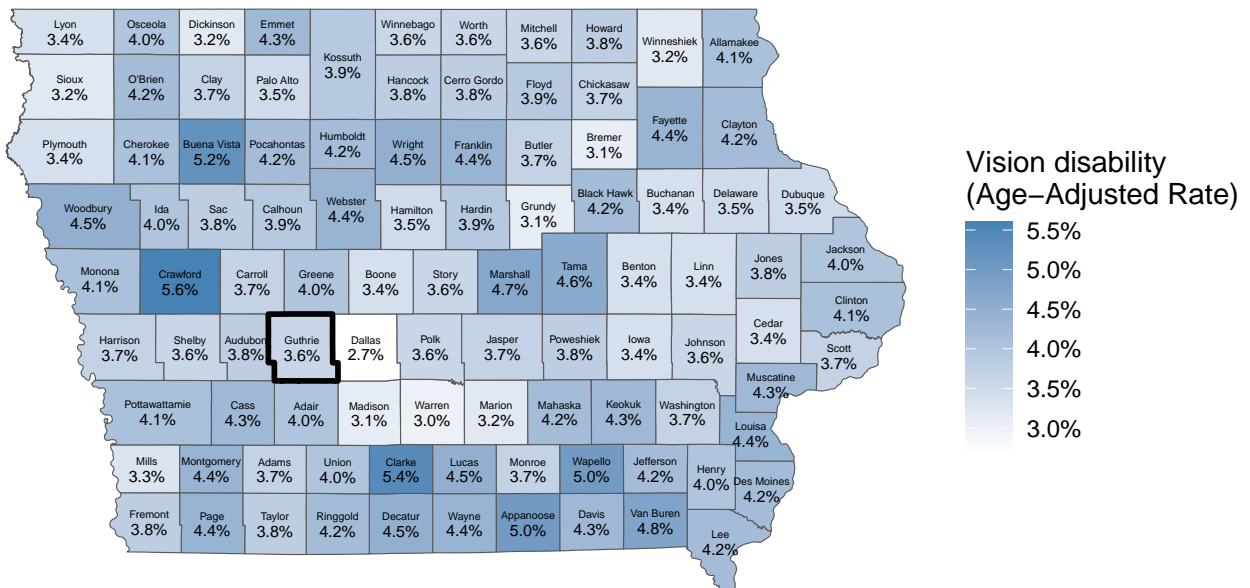 Lyon
3.4%
Osceola
4.0%
Dickinson
3.2%
Emmet
4.3%
Kossuth
3.9%
Winnebago
3.6%
Worth
3.6%
Mitchell
3.6%
Howard
3.8%
Winneshiek
3.2%
Allamakee
4.1%
Sioux
3.2%
O'Brien
4.2%
Clay
3.7%
Palo Alto
3.5%
Hancock
3.8%
Cerro Gordo
3.8%
Floyd
3.9%
Chickasaw
3.7%
Fayette
4.4%
Clayton
4.2%
Plymouth
3.4%
Cherokee
4.1%
Buena Vista
5.2%
Pocahontas
4.2%
Humboldt
4.2%
Wright
4.5%
Franklin
4.4%
Butler
3.7%
Bremer
3.1%
Woodbury
4.5%
Ida
4.0%
Sac
3.8%
Calhoun
3.9%
Webster
4.4%
Hamilton
3.5%
Hardin
3.9%
Grundy
3.1%
Black Hawk
4.2%
Buchanan
3.4%
Delaware
3.5%
Dubuque
3.5%
Monona
4.1%
Crawford
5.6%
Carroll
3.7%
Greene
4.0%
Boone
3.4%
Story
3.6%
Marshall
4.7%
Tama
4.6%
Benton
3.4%
Linn
3.4%
Jones
3.8%
Jackson
4.0%
Clinton
4.1%
Harrison
3.7%
Shelby
3.6%
Audubon
3.8%
Guthrie
3.6%
Dallas
2.7%
Polk
3.6%
Jasper
3.7%
Poweshiek
3.8%
Iowa
3.4%
Johnson
3.6%
Cedar
3.4%
Scott
3.7%
Muscatine
4.3%
Pottawattamie
4.1%
Cass
4.3%
Adair
4.0%
Madison
3.1%
Warren
3.0%
Marion
3.2%
Mahaska
4.2%
Keokuk
4.3%
Washington
3.7%
Louisa
4.4%
Mills
3.3%
Montgomery
4.4%
Adams
3.7%
Union
4.0%
Clarke
5.4%
Lucas
4.5%
Monroe
3.7%
Wapello
5.0%
Jefferson
4.2%
Henry
4.0%
Des Moines
4.2%
Fremont
3.8%
Page
4.4%
Taylor
3.8%
Ringgold
4.2%
Decatur
4.5%
Wayne
4.4%
Appanoose
5.0%
Davis
4.3%
Van Buren
4.8%
Lee
4.2%
Vision disability
(Age−Adjusted Rate)
5.5%
5.0%
4.5%
4.0%
3.5%
3.0%